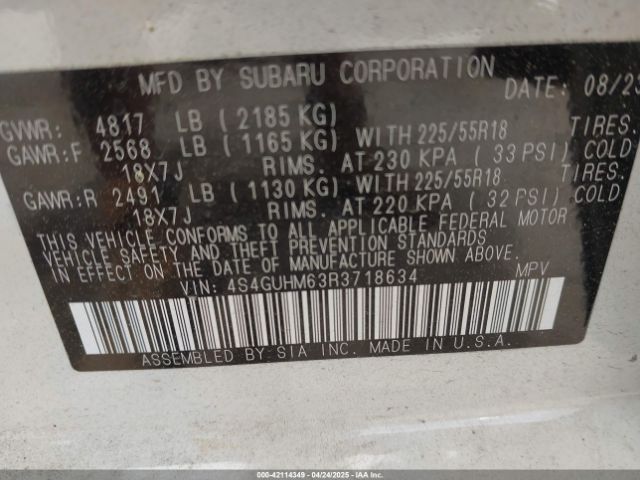 MFD BY SUBARU CORPORATION DATE: 08/23
GVWR: 4817 LB ( 2185 KG)
GAWR:F 2568 LB ( 1165 KG) WITH 225/55R18 TIRES.
18X7J RIMS. AT 230 KPA ( 33 PSI) COLD
GAWR:R 2491 LB ( 1130 KG) WITH 225/55R18 TIRES.
18X7J RIMS. AT 220 KPA ( 32 PSI) COLD
THIS VEHICLE CONFORMS TO ALL APPLICABLE FEDERAL MOTOR
VEHICLE SAFETY AND THEFT PREVENTION STANDARDS
IN EFFECT ON THE DATE OF MANUFACTURE SHOWN ABOVE.
VIN: 4S4GUHM63R3718634 MPV
ASSEMBLED BY SIA INC. MADE IN U.S.A.
000-42114349 04/24/2025 IAAI.COM